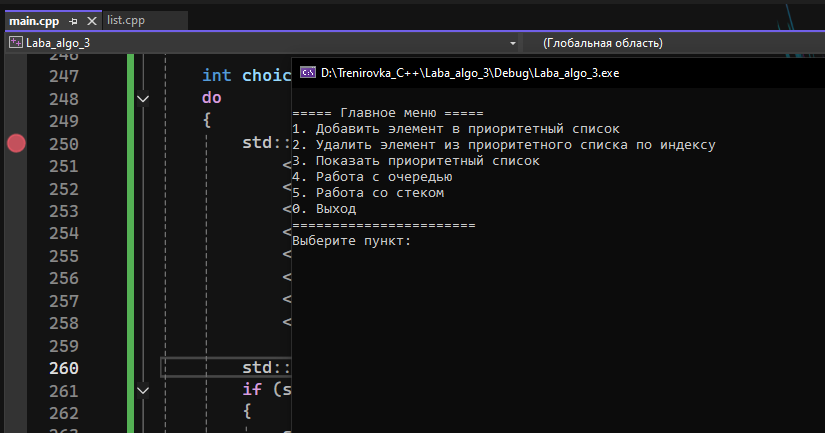 main.cpp
list.cpp
Laba_algo_3
(Глобальная область)
D:\Trenirovka_C++\Laba_algo_3\Debug\Laba_algo_3.exe
247 int choic
248 do
249 {
250 std::
251 <
252 <
253 <
254 <
255 <
256 <
257 <
258 <
259
260 std::
261 if (s
262 {
===== Главное меню =====
1. Добавить элемент в приоритетный список
2. Удалить элемент из приоритетного списка по индексу
3. Показать приоритетный список
4. Работа с очередью
5. Работа со стеком
0. Выход
=======================
Выберите пункт: